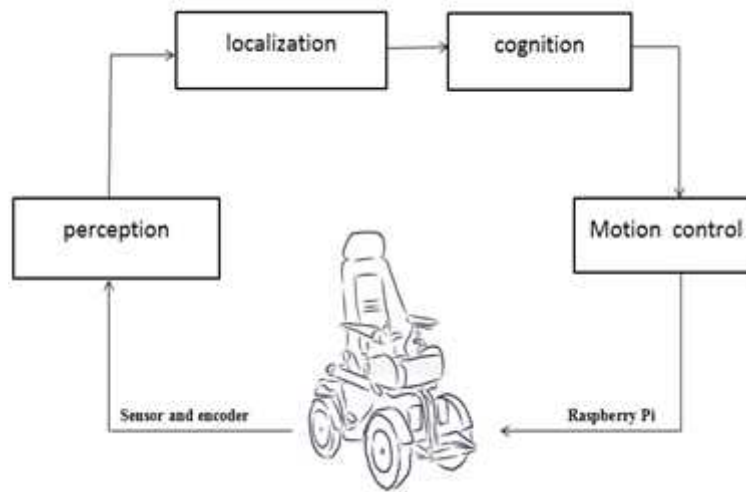 localization
cognition
perception
Motion control
Sensor and encoder
Raspberry Pi